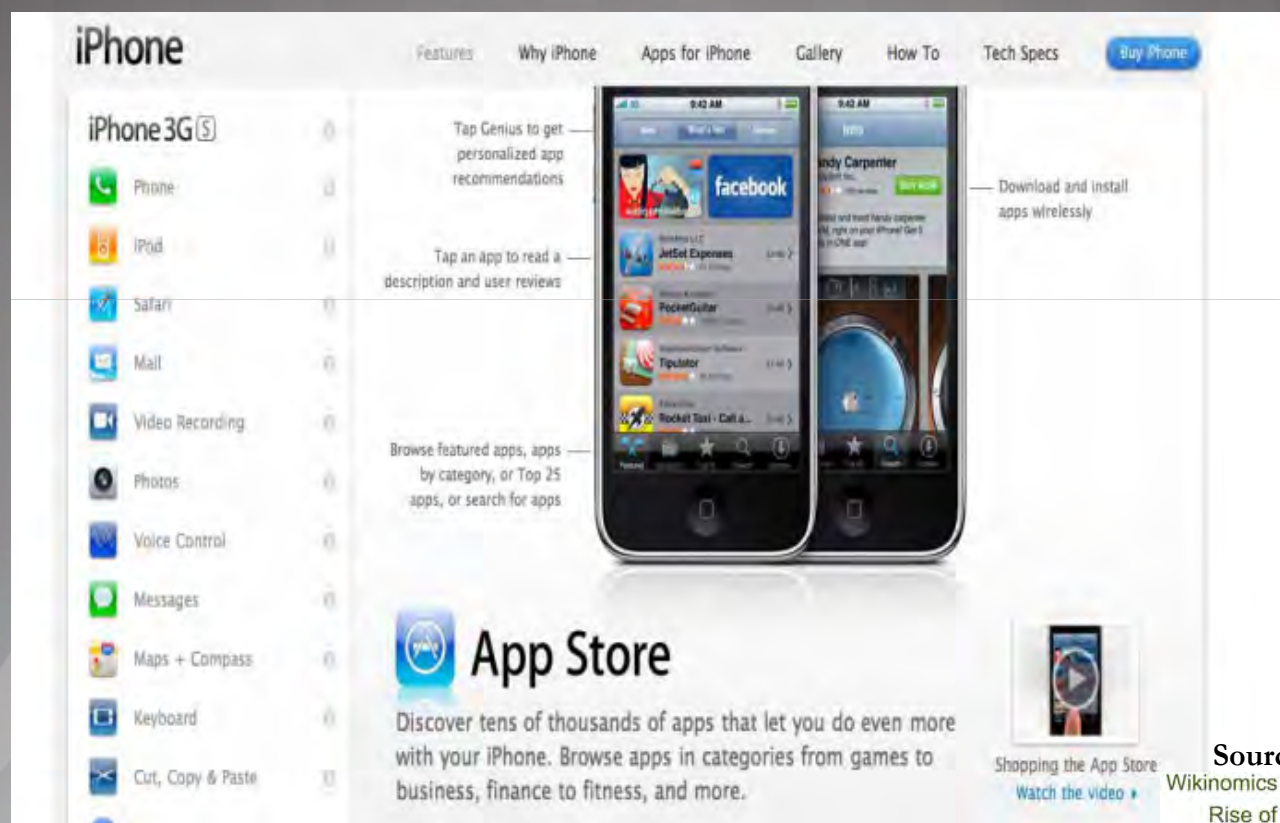 iPhone
Features Why iPhone Apps for iPhone Gallery How To Tech Specs Buy iPhone
iPhone 3G S
Phone
iPod
Safari
Mail
Video Recording
Photos
Voice Control
Messages
Maps + Compass
Keyboard
Cut, Copy & Paste
Tap Genius to get
personalized app
recommendations
Tap an app to read a
description and user reviews
Browse featured apps, apps
by category, or Top 25
apps, or search for apps
9:42 AM
facebook
JetSet Expenses
PocketGuitar
Tipulator
Rocket Taxi - Call a...
9:42 AM
Info
andy Carpenter
Download and install
apps wirelessly
App Store
Discover tens of thousands of apps that let you do even more
with your iPhone. Browse apps in categories from games to
business, finance to fitness, and more.
Shopping the App Store
Watch the video
Sourc
Wikinomics
Rise of